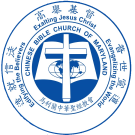 高舉基督
Exalting Jesus Christ
Edifying the Believers
Evangelizing the World
CHINESE BIBLE CHURCH OF MARYLAND
馬利蘭中華聖經教會